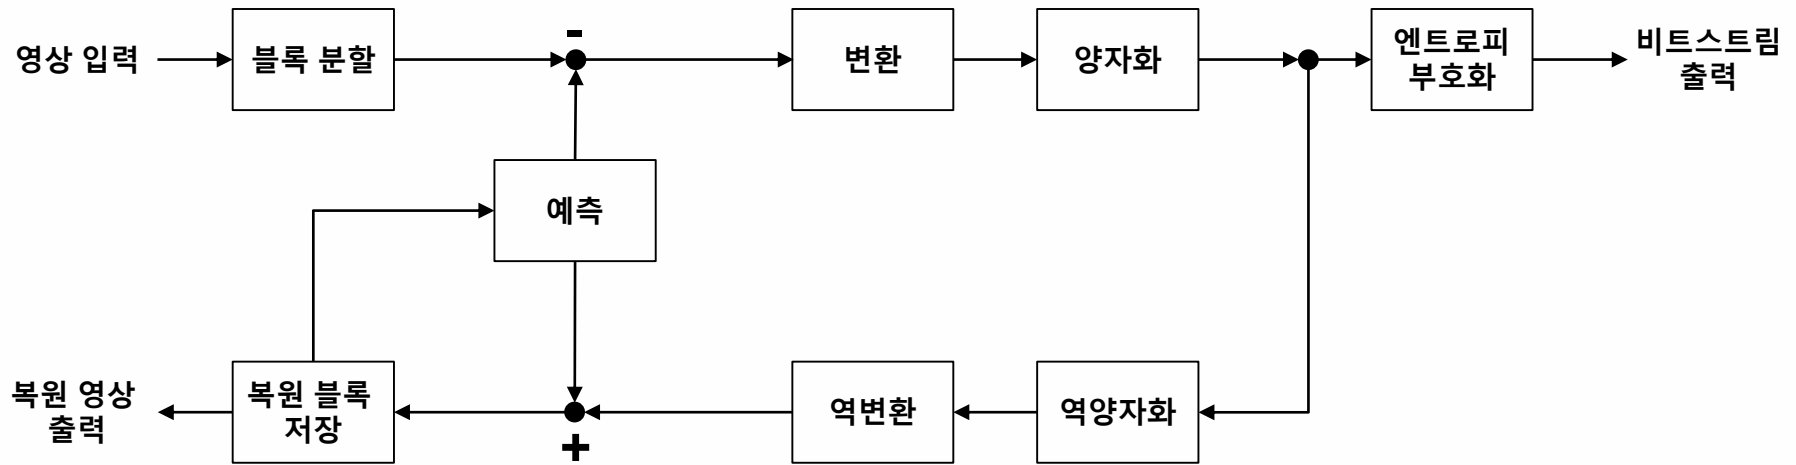 영상 입력
블록 분할
-
변환
양자화
엔트로피
부호화
비트스트림
출력
예측
복원 영상
출력
복원 블록
저장
+
역변환
역양자화